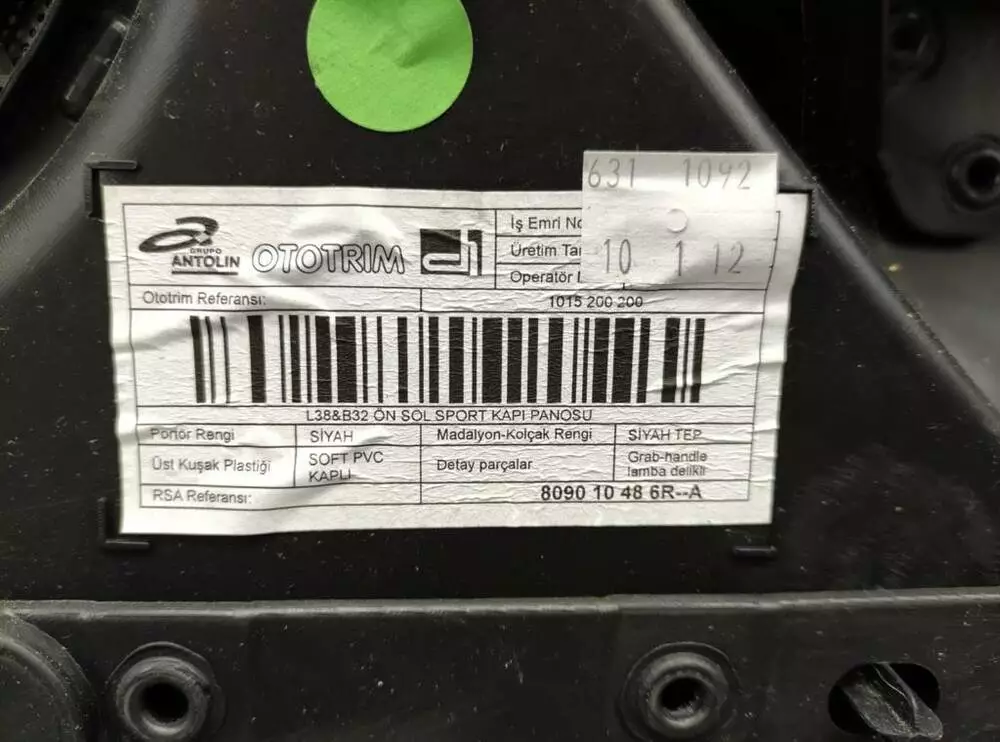 631 1092
10 1 12
GRUPO
ANTOLIN
OTOTRIM
İş Emri No
Üretim Tar
Operatör
Ototrim Referansı:
1015 200 200
L38&B32 ÖN SOL SPORT KAPI PANOSU
Ponor Rengi
SİYAH
Madalyon-Kolçak Rengi
SİYAH TEP
Üst Kuşak Plastiği
SOFT PVC
KAPLI
Detay parçalar
Grab-handle
lamba delikli
RSA Referansı:
8090 10 48 6R--A